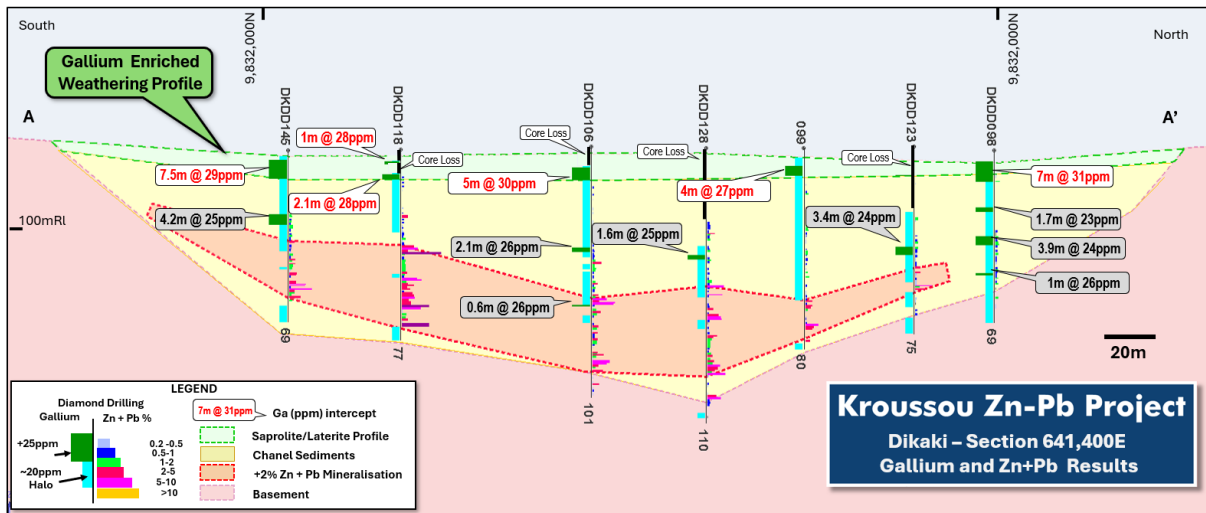 South
North
9,832,000N
9,832,000N
Gallium Enriched
Weathering Profile
A
A'
DKDD145
DKDD118
DKDD106
DKDD128
099
DKDD123
DKDD098
Core Loss
Core Loss
Core Loss
Core Loss
1m @ 28ppm
7.5m @ 29ppm
2.1m @ 28ppm
5m @ 30ppm
4m @ 27ppm
7m @ 31ppm
100mRl
4.2m @ 25ppm
2.1m @ 26ppm
1.6m @ 25ppm
3.4m @ 24ppm
1.7m @ 23ppm
3.9m @ 24ppm
1m @ 26ppm
0.6m @ 26ppm
69
77
101
110
80
75
69
20m
LEGEND
Diamond Drilling
Gallium
Zn + Pb %
+25ppm
~20ppm
Halo
0.2 -0.5
0.5-1
1-2
2-5
5-10
>10
7m @ 31ppm
Ga (ppm) intercept
Saprolite/Laterite Profile
Chanel Sediments
+2% Zn + Pb Mineralisation
Basement
Kroussou Zn-Pb Project
Dikaki – Section 641,400E
Gallium and Zn+Pb Results